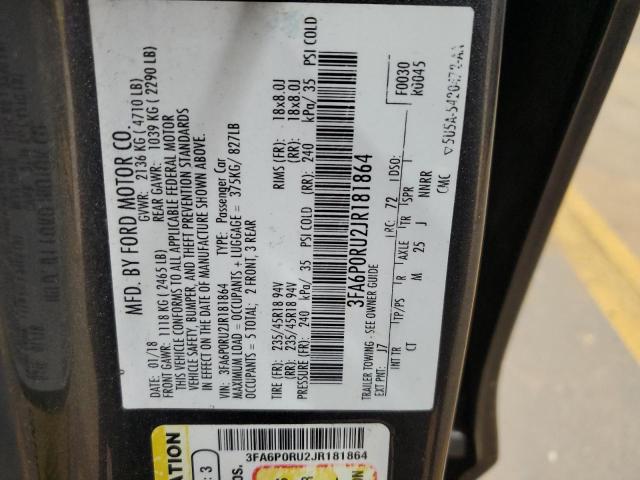 MFD. BY FORD MOTOR CO.
DATE: 01/18 GVWR: 2136 KG ( 4710 LB)
FRONT GAWR: 1118 KG ( 2465 LB) REAR GAWR: 1039 KG ( 2290 LB)
THIS VEHICLE CONFORMS TO ALL APPLICABLE FEDERAL MOTOR
VEHICLE SAFETY, BUMPER, AND THEFT PREVENTION STANDARDS
IN EFFECT ON THE DATE OF MANUFACTURE SHOWN ABOVE.
VIN: 3FA6P0RU2JR181864 TYPE: Passenger Car
MAXIMUM LOAD = OCCUPANTS + LUGGAGE = 375KG/ 827LB
OCCUPANTS = 5 TOTAL; 2 FRONT, 3 REAR
TIRE (FR): 235/45R18 94V RIMS (FR): 18x8.0J
(RR): 235/45R18 94V (RR): 18x8.0J
PRESSURE (FR): 240 kPa/ 35 PSI COLD (RR): 240 kPa/ 35 PSI COLD
3FA6P0RU2JR181864
TRAILER TOWING - SEE OWNER GUIDE
EXT PNT: J7 RC: 72 DSO: F0030
k0045
INT TR TP/PS R AXLE TR SPR
CT M 25 J NNRR
CMC
3FA6P0RU2JR181864
: 3
OS.